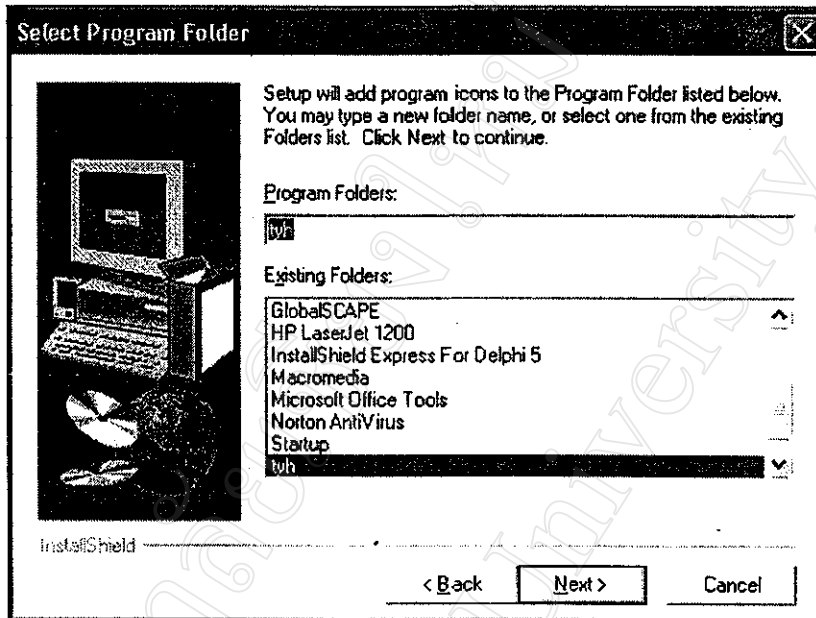 Select Program Folder
Setup will add program icons to the Program Folder listed below.
You may type a new folder name, or select one from the existing
Folders list. Click Next to continue.
Program Folders:
tvh
Existing Folders:
GlobalSCAPE
HP LaserJet 1200
InstallShield Express For Delphi 5
Macromedia
Microsoft Office Tools
Norton AntiVirus
Startup
tvh
InstallShield
< Back
Next >
Cancel
University